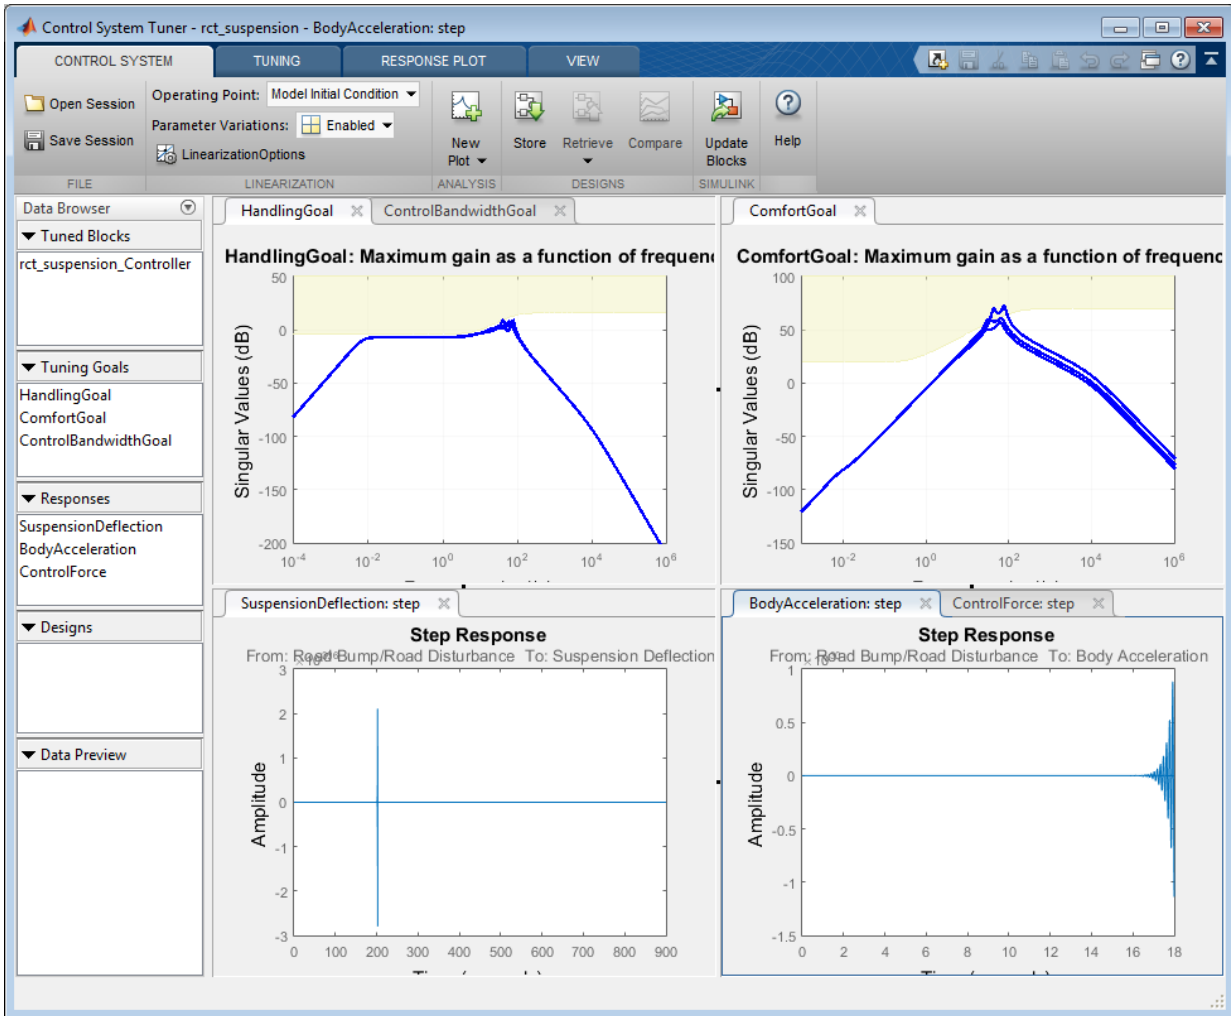 Control System Tuner - rct_suspension - BodyAcceleration: step
CONTROL SYSTEM TUNING RESPONSE PLOT VIEW
Open Session
Save Session
FILE
Operating Point: Model Initial Condition
Parameter Variations: Enabled
LinearizationOptions
LINEARIZATION
New
Plot
ANALYSIS
Store Retrieve Compare
DESIGNS
Update
Blocks
SIMULINK
Help
Data Browser
Tuned Blocks
rct_suspension_Controller
Tuning Goals
HandlingGoal
ComfortGoal
ControlBandwidthGoal
Responses
SuspensionDeflection
BodyAcceleration
ControlForce
Designs
Data Preview
HandlingGoal ControlBandwidthGoal
HandlingGoal: Maximum gain as a function of frequenc
Singular Values (dB)
50
0
-50
-100
-150
-200
10^-4 10^-2 10^0 10^2 10^4 10^6
ComfortGoal
ComfortGoal: Maximum gain as a function of frequenc
Singular Values (dB)
100
50
0
-50
-100
-150
10^-2 10^0 10^2 10^4 10^6
SuspensionDeflection: step
Step Response
From: Road Bump/Road Disturbance To: Suspension Deflection
Amplitude
3
2
1
0
-1
-2
-3
0 100 200 300 400 500 600 700 800 900
BodyAcceleration: step ControlForce: step
Step Response
From: Road Bump/Road Disturbance To: Body Acceleration
Amplitude
1
0.5
0
-0.5
-1
-1.5
0 2 4 6 8 10 12 14 16 18